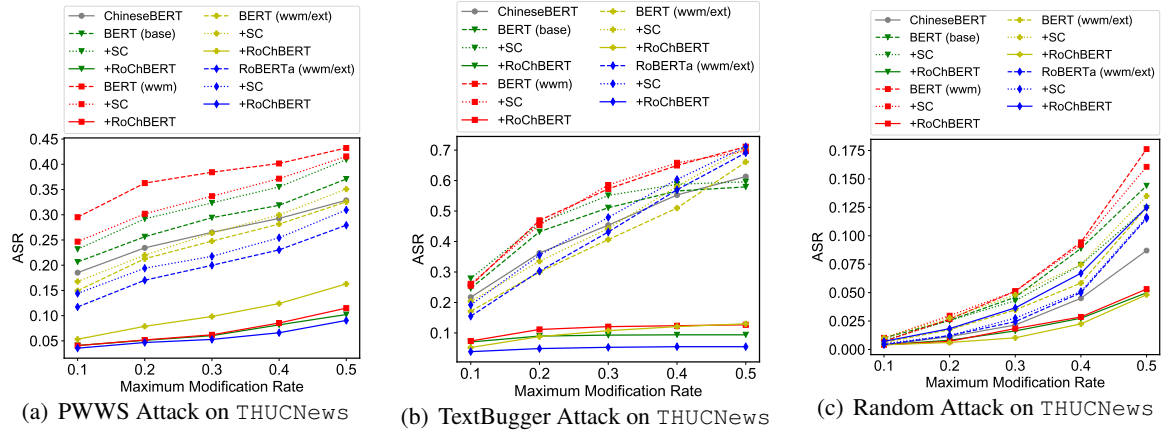 ChineseBERT
BERT (base)
+SC
+RoChBERT
BERT (wwm)
+SC
+RoChBERT
BERT (wwm/ext)
+SC
+RoChBERT
RoBERTa (wwm/ext)
+SC
+RoChBERT
0.45
0.40
0.35
0.30
0.25
0.20
0.15
0.10
0.05
ASR
0.1 0.2 0.3 0.4 0.5
Maximum Modification Rate
(a) PWWS Attack on THUCNews
ChineseBERT
BERT (base)
+SC
+RoChBERT
BERT (wwm)
+SC
+RoChBERT
BERT (wwm/ext)
+SC
+RoChBERT
RoBERTa (wwm/ext)
+SC
+RoChBERT
0.7
0.6
0.5
0.4
0.3
0.2
0.1
ASR
0.1 0.2 0.3 0.4 0.5
Maximum Modification Rate
(b) TextBugger Attack on THUCNews
ChineseBERT
BERT (base)
+SC
+RoChBERT
BERT (wwm)
+SC
+RoChBERT
BERT (wwm/ext)
+SC
+RoChBERT
RoBERTa (wwm/ext)
+SC
+RoChBERT
0.175
0.150
0.125
0.100
0.075
0.050
0.025
0.000
ASR
0.1 0.2 0.3 0.4 0.5
Maximum Modification Rate
(c) Random Attack on THUCNews